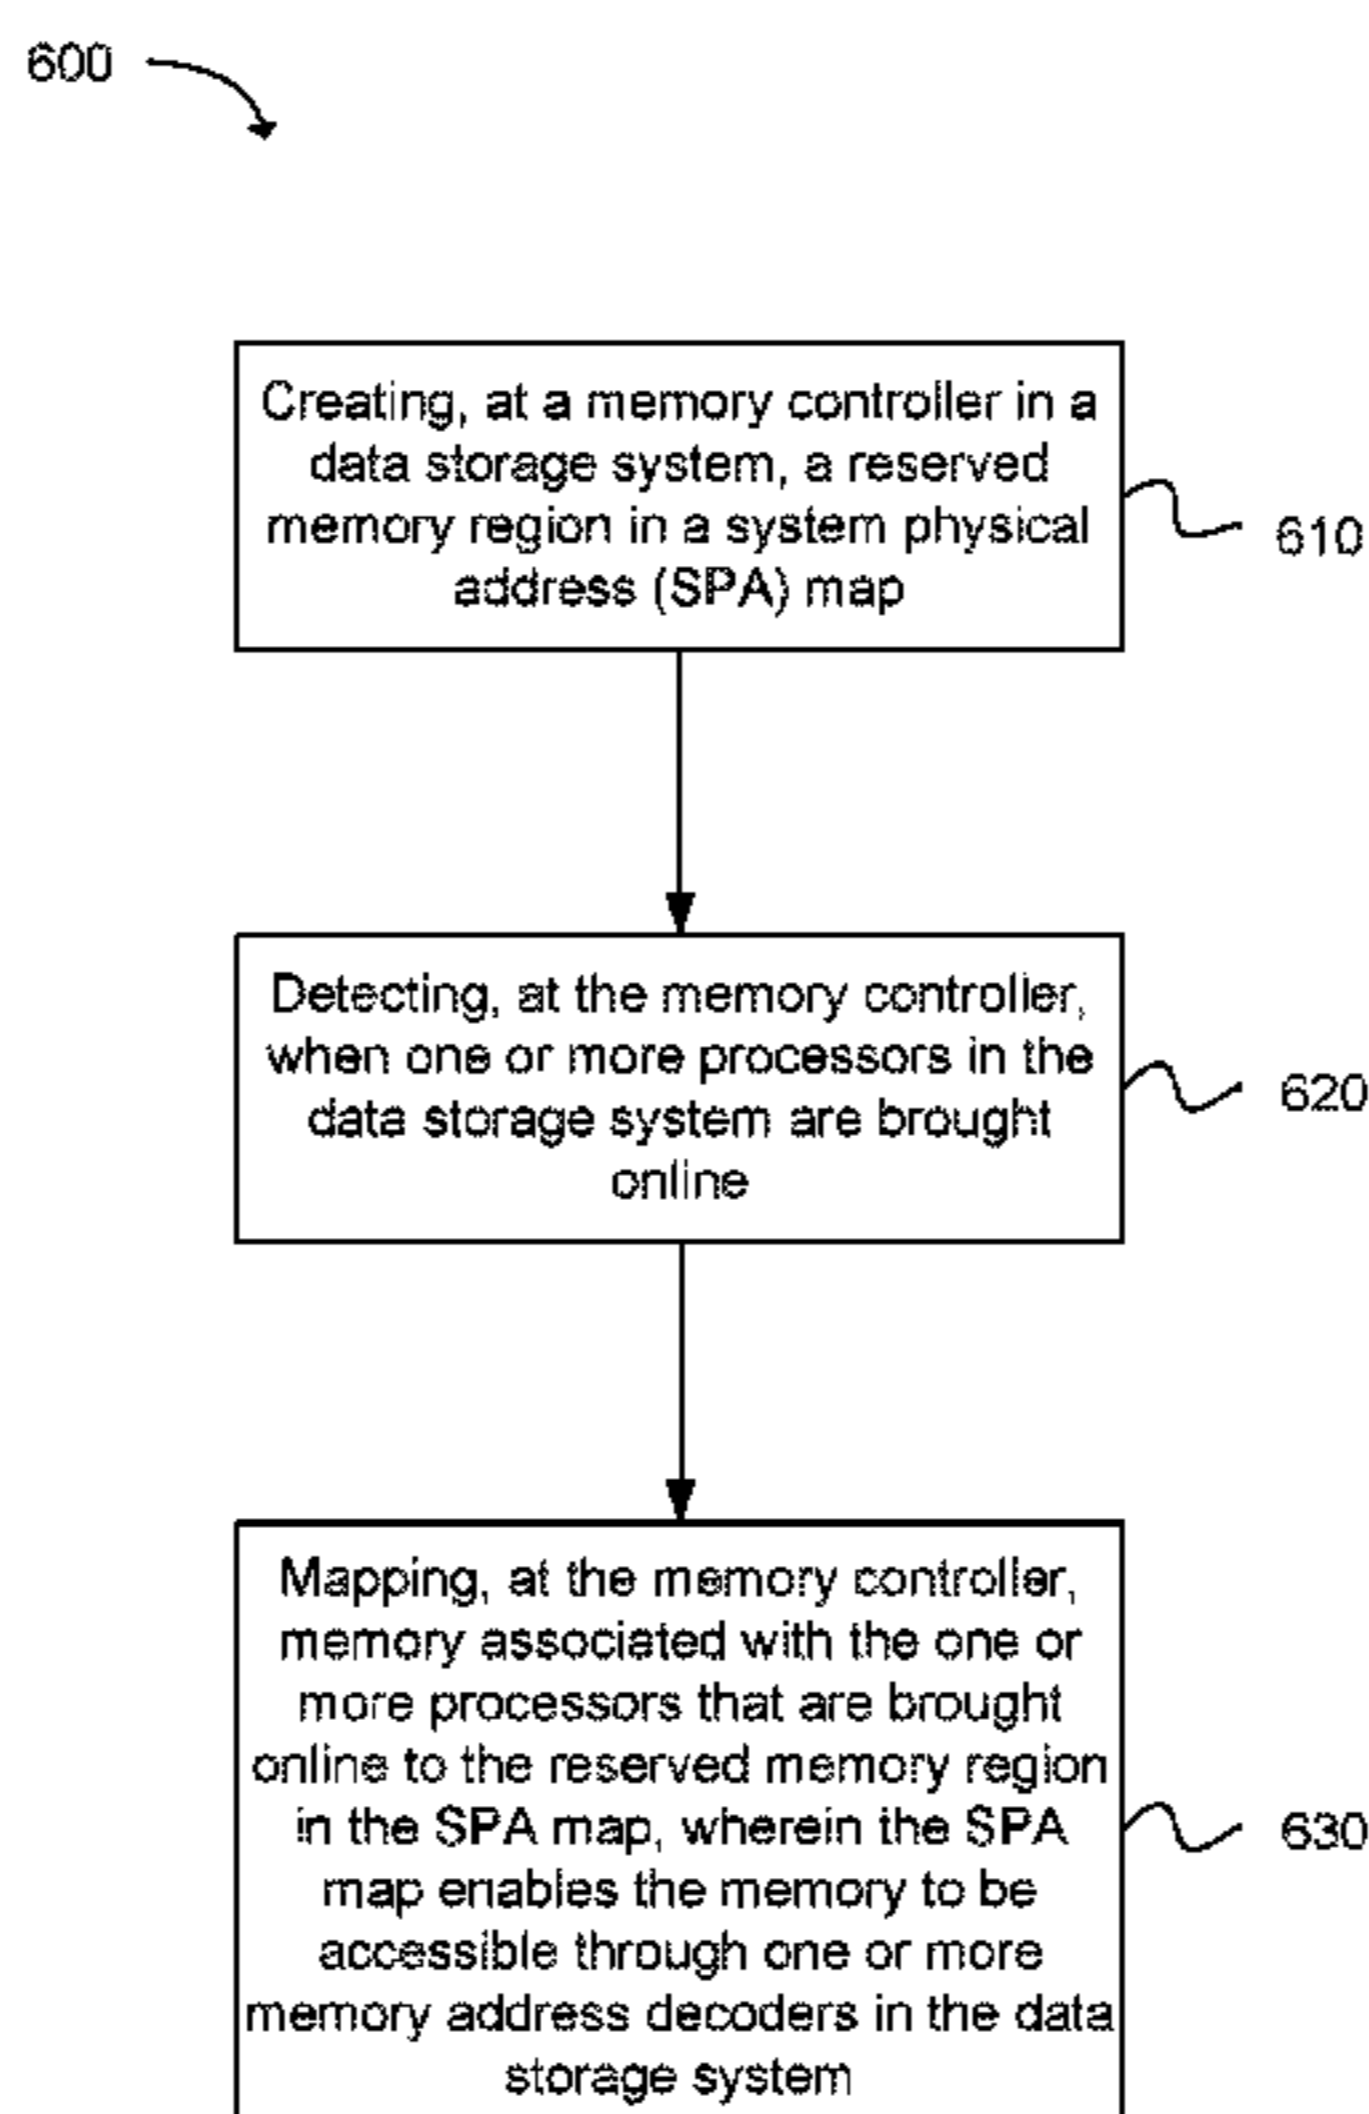 600
Creating, at a memory controller in a
data storage system, a reserved
memory region in a system physical
address (SPA) map
610
Detecting, at the memory controller,
when one or more processors in the
data storage system are brought
online
620
Mapping, at the memory controller,
memory associated with the one or
more processors that are brought
online to the reserved memory region
in the SPA map, wherein the SPA
map enables the memory to be
accessible through one or more
memory address decoders in the data
storage system
630